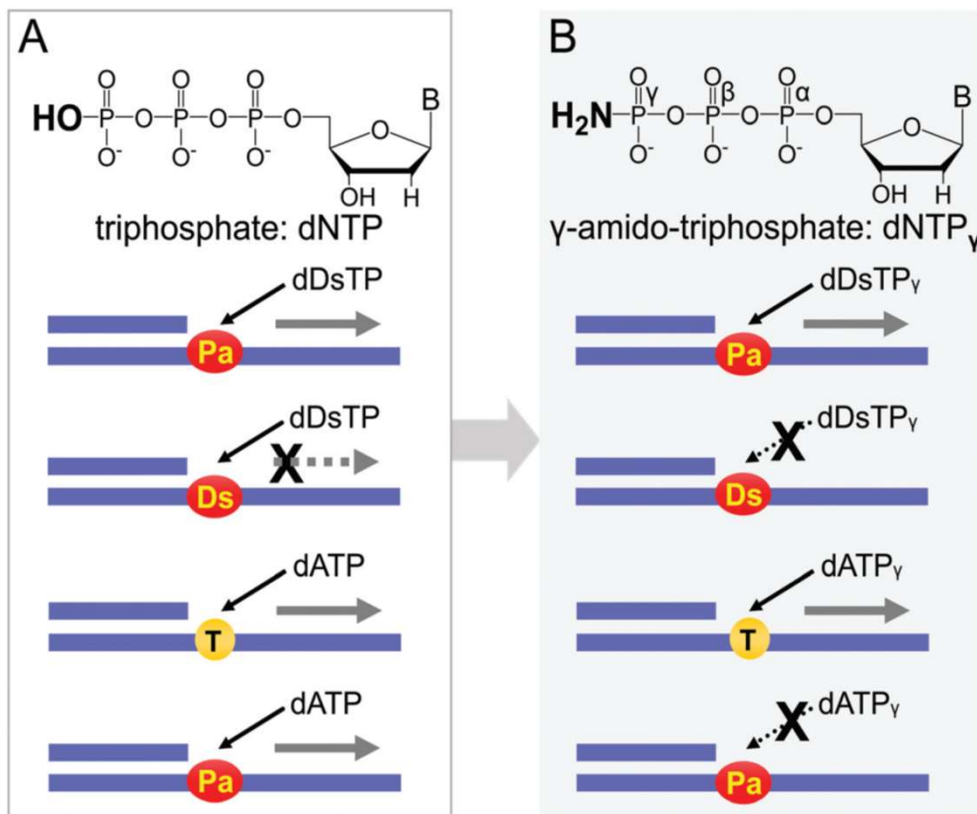 A
O O O B
HO P O P O P O O
O- O- O- OH H
triphosphate: dNTP
dDsTP
Pa
dDsTP
X
Ds
dATP
T
dATP
Pa
B
O γ O β O α B
H₂N P O P O P O O
O- O- O- OH H
γ-amido-triphosphate: dNTPγ
dDsTPγ
Pa
X dDsTPγ
Ds
dATPγ
T
X dATPγ
Pa